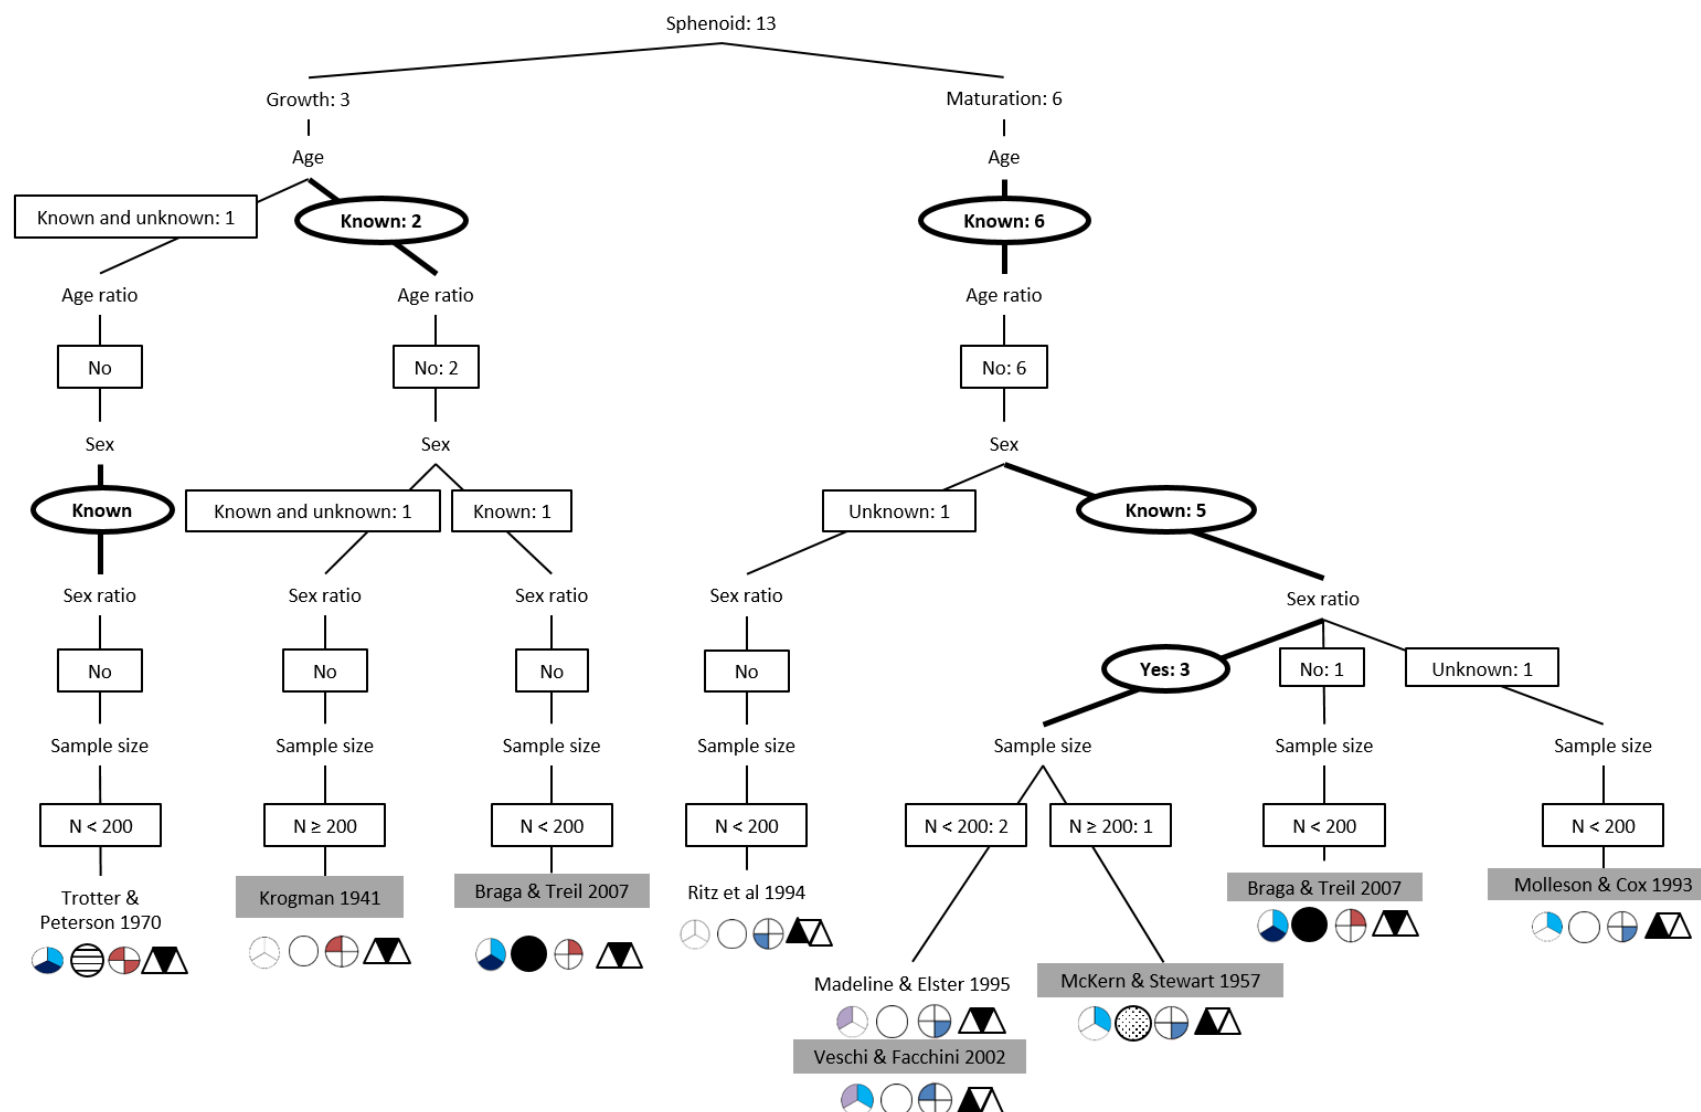 Sphenoid: 13
Growth: 3
Maturation: 6
Age
Age
Known and unknown: 1
Known: 2
Known: 6
Age ratio
Age ratio
Age ratio
No
No: 2
No: 6
Sex
Sex
Sex
Known
Known and unknown: 1
Known: 1
Unknown: 1
Known: 5
Sex ratio
Sex ratio
Sex ratio
Sex ratio
Sex ratio
No
No
No
No
Yes: 3
No: 1
Unknown: 1
Sample size
Sample size
Sample size
Sample size
Sample size
Sample size
Sample size
N < 200
N ≥ 200
N < 200
N < 200
N < 200: 2
N ≥ 200: 1
N < 200
N < 200
Trotter &
Peterson 1970
Krogman 1941
Braga & Treil 2007
Ritz et al 1994
Braga & Treil 2007
Molleson & Cox 1993
Madeline & Elster 1995
McKern & Stewart 1957
Veschi & Facchini 2002